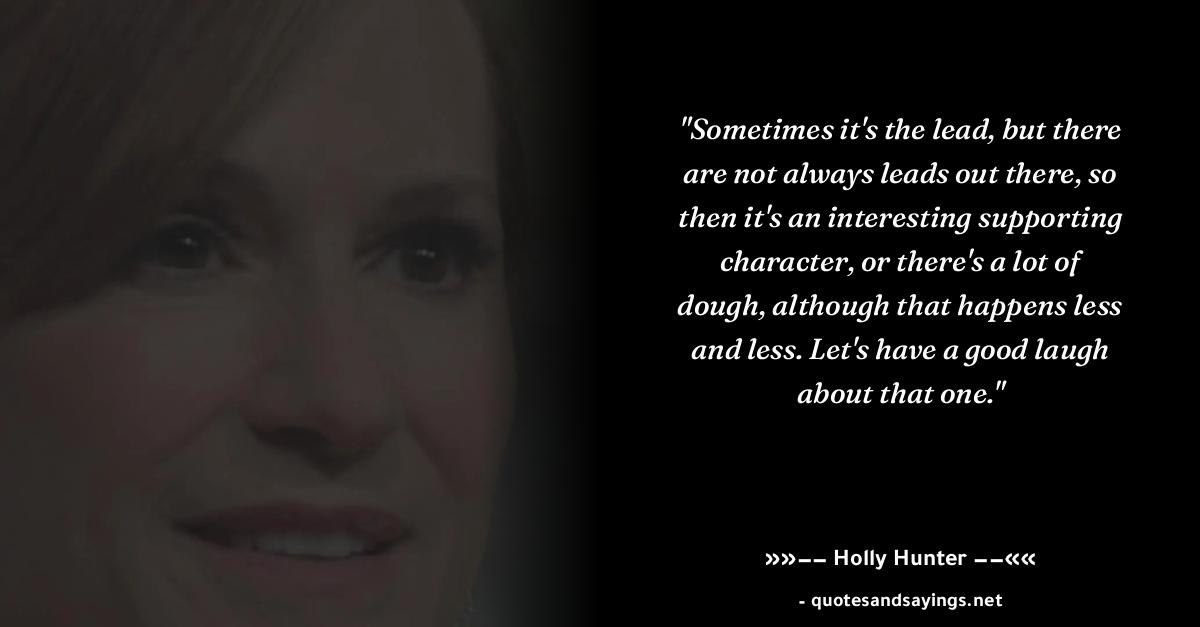 "Sometimes it's the lead, but there
are not always leads out there, so
then it's an interesting supporting
character, or there's a lot of
dough, although that happens less
and less. Let's have a good laugh
about that one."
»»–– Holly Hunter ––««
- quotesandsayings.net